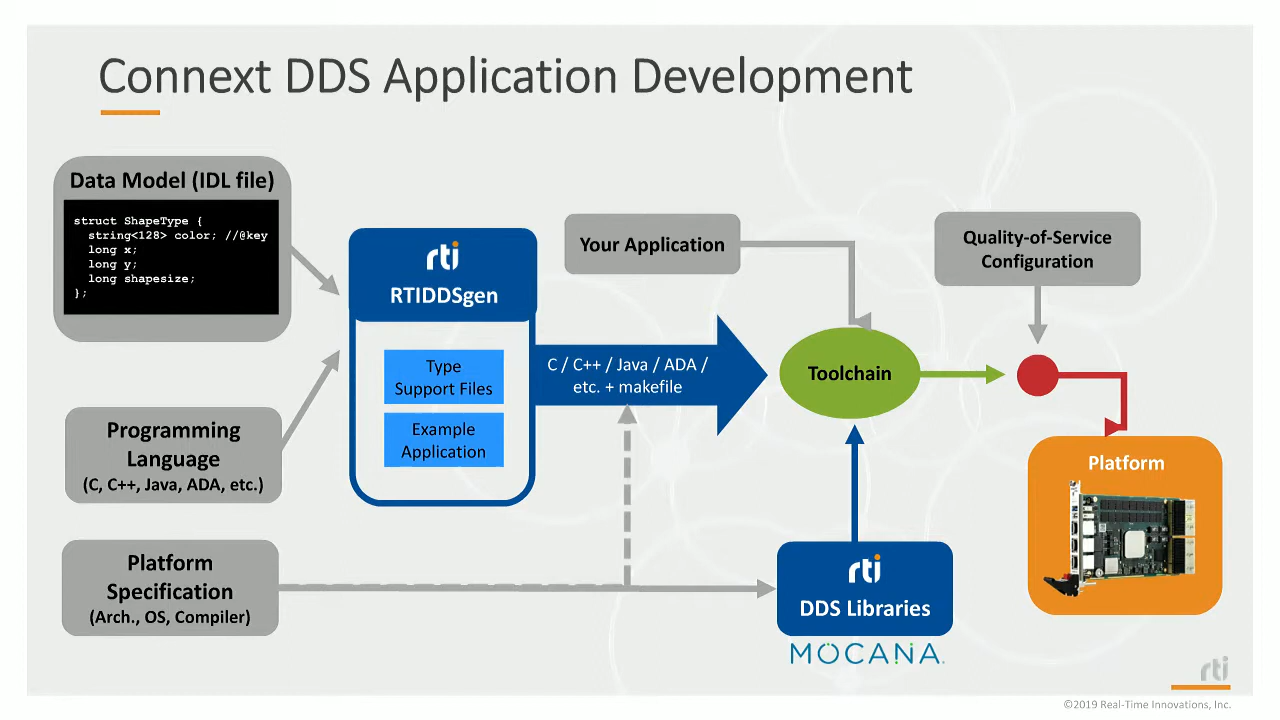 Connext DDS Application Development
Data Model (IDL file)
struct ShapeType {
string<128> color; //@key
long x;
long y;
long shapesize;
};
Programming
Language
(C, C++, Java, ADA, etc.)
Platform
Specification
(Arch., OS, Compiler)
rti
RTIDDSgen
Type
Support Files
Example
Application
C / C++ / Java / ADA /
etc. + makefile
Your Application
Toolchain
Quality-of-Service
Configuration
Platform
rti
DDS Libraries
MOCANA.
rti
©2019 Real-Time Innovations, Inc.